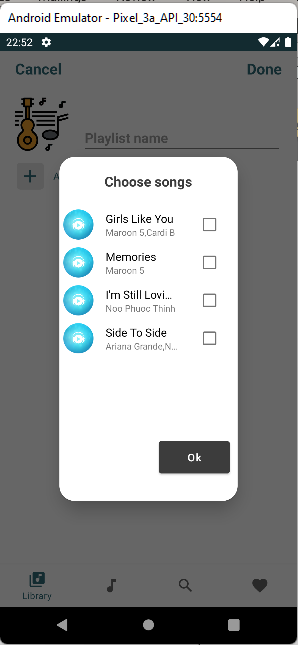 Android Emulator - Pixel_3a_API_30:5554
22:52
Cancel Done
Playlist name
A
Choose songs
Girls Like You
Maroon 5,Cardi B
Memories
Maroon 5
I'm Still Lovi...
Noo Phuoc Thinh
Side To Side
Ariana Grande,N...
Ok
Library